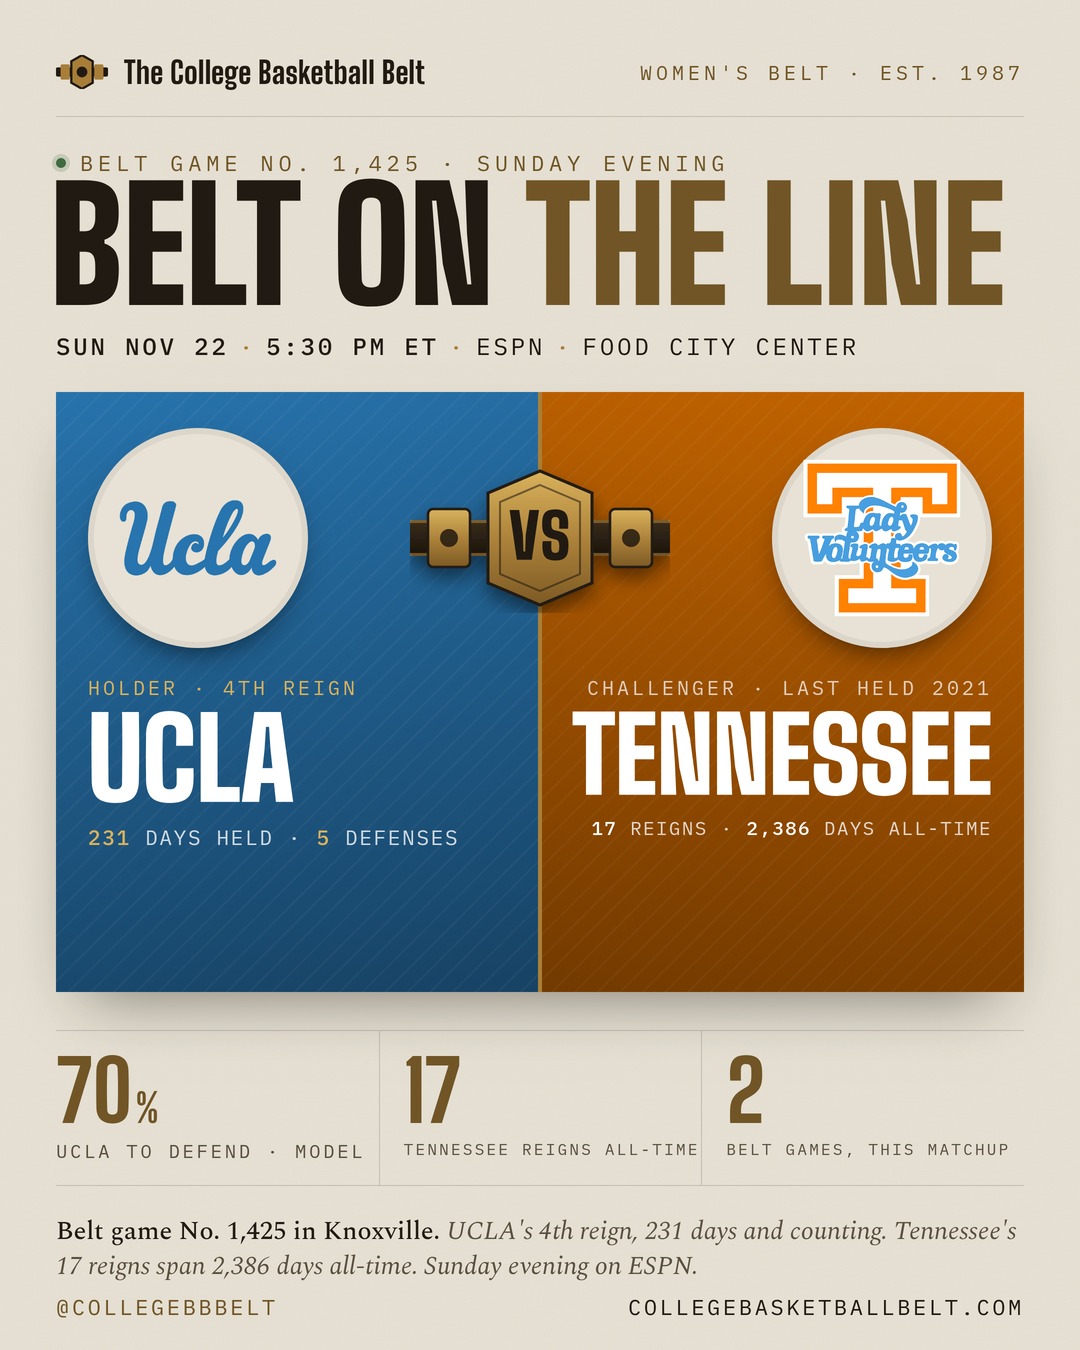 The College Basketball Belt
WOMEN'S BELT · EST. 1987
BELT GAME NO. 1,425 · SUNDAY EVENING
BELT ON THE LINE
SUN NOV 22 · 5:30 PM ET · ESPN · FOOD CITY CENTER
Ucla
VS
T
Lady
Volunteers
HOLDER · 4TH REIGN
UCLA
231 DAYS HELD · 5 DEFENSES
CHALLENGER · LAST HELD 2021
TENNESSEE
17 REIGNS · 2,386 DAYS ALL-TIME
70%
UCLA TO DEFEND · MODEL
17
TENNESSEE REIGNS ALL-TIME
2
BELT GAMES, THIS MATCHUP
Belt game No. 1,425 in Knoxville. UCLA's 4th reign, 231 days and counting. Tennessee's
17 reigns span 2,386 days all-time. Sunday evening on ESPN.
@COLLEGEBBBELT
COLLEGEBASKETBALLBELT.COM